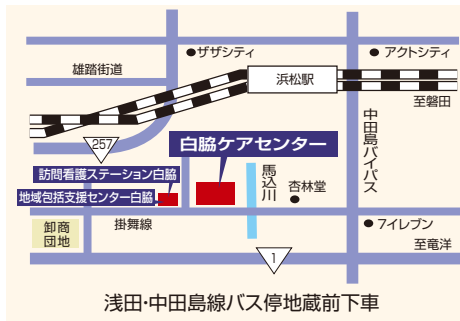 ザザシティ
アクトシティ
雄踏街道
浜松駅
至磐田
257
中田島バイパス
白脇ケアセンター
訪問看護ステーション白脇
地域包括支援センター白脇
馬込川
杏林堂
掛舞線
卸商
団地
7イレブン
至竜洋
1
浅田・中田島線バス停地蔵前下車